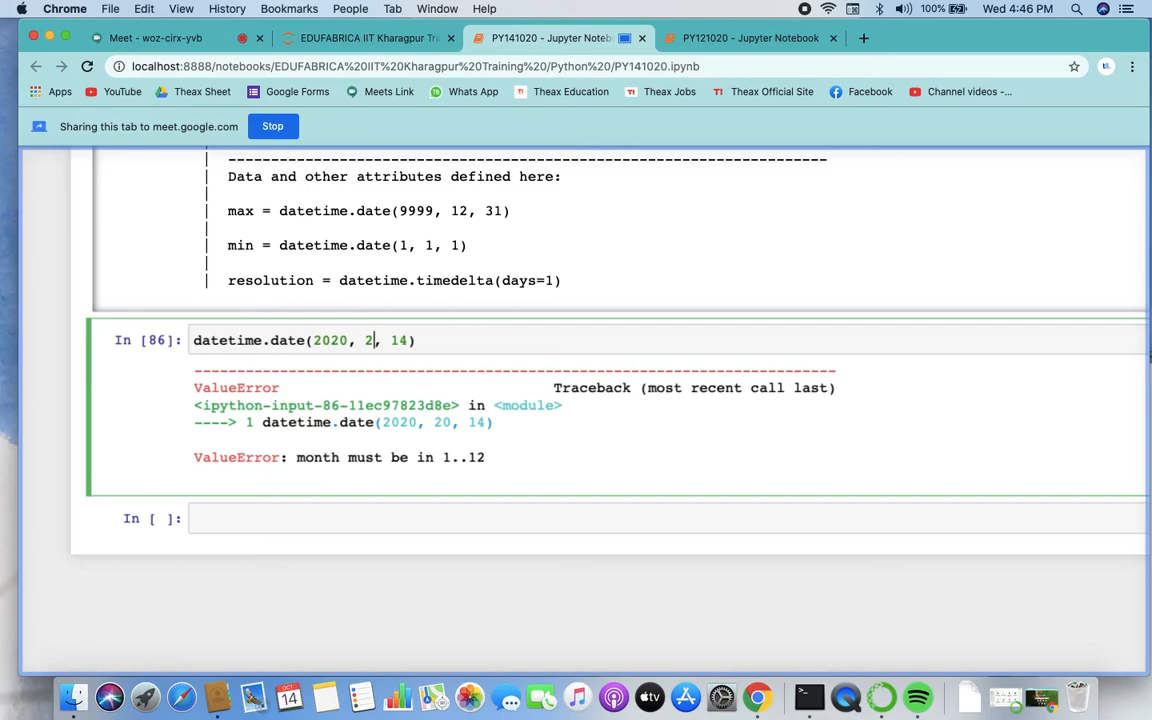 Chrome File Edit View History Bookmarks People Tab Window Help 100% Wed 4:46 PM
Meet - woz-cirx-yvb EDUFABRICA IIT Kharagpur Tra PY141020 - Jupyter Noteb PY121020 - Jupyter Notebook
localhost:8888/notebooks/EDUFABRICA%20IIT%20Kharagpur%20Training%20/Python%20/PY141020.ipynb
Apps YouTube Theax Sheet Google Forms Meets Link Whats App Theax Education Theax Jobs Theax Official Site Facebook Channel videos -...
Sharing this tab to meet.google.com Stop
| ----------------------------------------------------------------------
| Data and other attributes defined here:
|
| max = datetime.date(9999, 12, 31)
|
| min = datetime.date(1, 1, 1)
|
| resolution = datetime.timedelta(days=1)
In [86]: datetime.date(2020, 2, 14)
---------------------------------------------------------------------------
ValueError Traceback (most recent call last)
<ipython-input-86-11ec97823d8e> in <module>
----> 1 datetime.date(2020, 20, 14)
ValueError: month must be in 1..12
In [ ]:
OCT
14